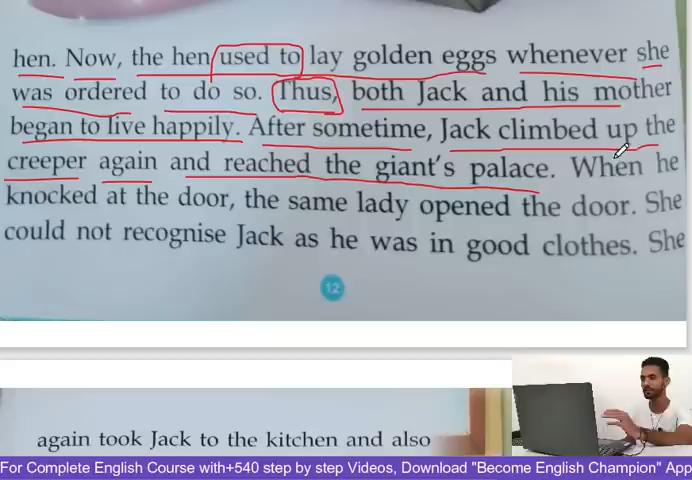 hen. Now, the hen used to lay golden eggs whenever she
was ordered to do so. Thus, both Jack and his mother
began to live happily. After sometime, Jack climbed up the
creeper again and reached the giant's palace. When he
knocked at the door, the same lady opened the door. She
could not recognise Jack as he was in good clothes. She
12
again took Jack to the kitchen and also
For Complete English Course with+540 step by step Videos, Download "Become English Champion" App